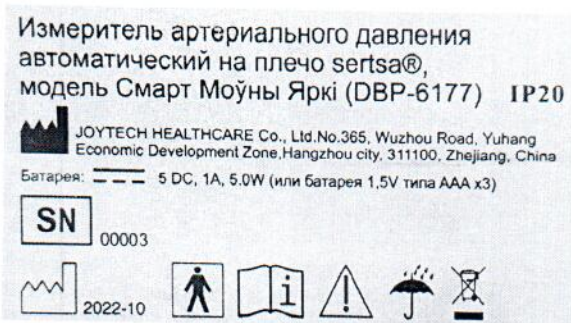 Измеритель артериального давления
автоматический на плечо sertsa®,
модель Смарт Моўны Яркі (DBP-6177) IP20
JOYTECH HEALTHCARE Co., Ltd.No.365, Wuzhou Road, Yuhang
Economic Development Zone,Hangzhou city, 311100, Zhejiang, China
Батарея: 5 DC, 1A, 5.0W (или батарея 1,5V типа AAA x3)
SN
00003
2022-10
i